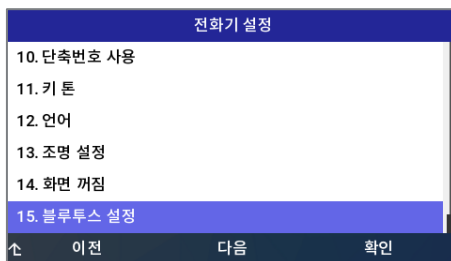 전화기 설정
10. 단축번호 사용
11. 키 톤
12. 언어
13. 조명 설정
14. 화면 꺼짐
15. 블루투스 설정
이전 다음 확인